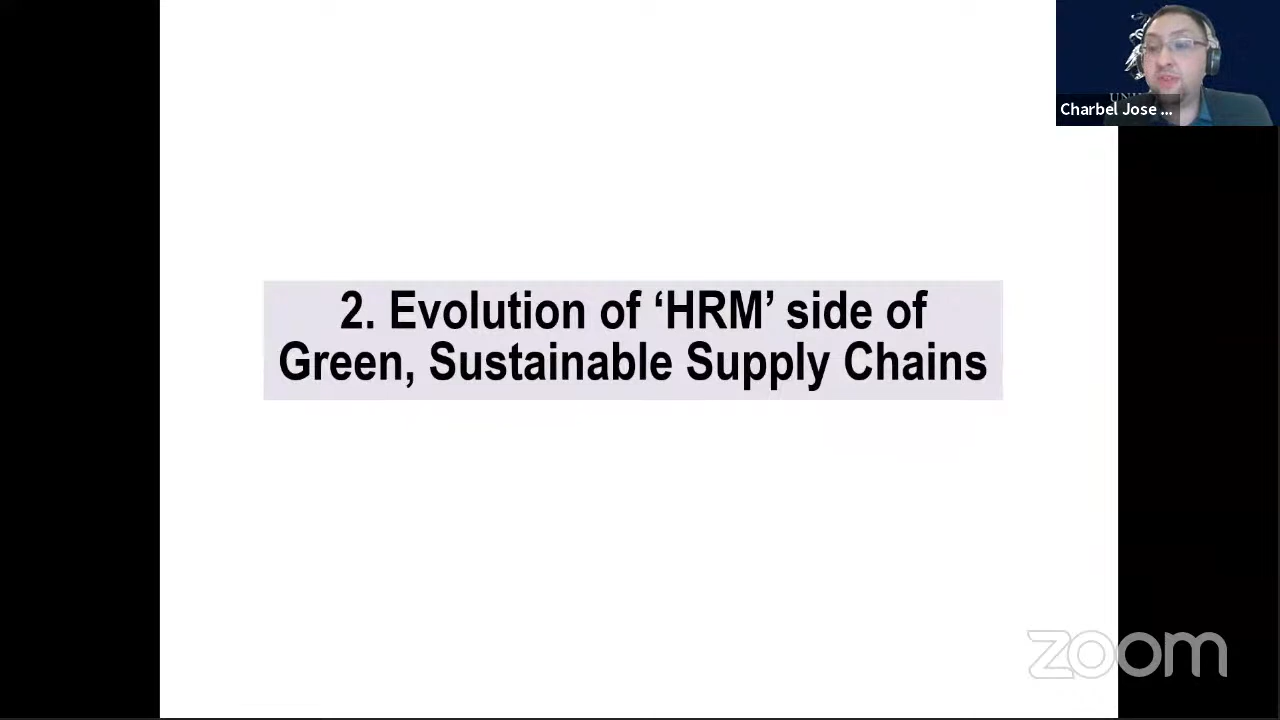 Charbel Jose ...
2. Evolution of ‘HRM’ side of
Green, Sustainable Supply Chains
zoom